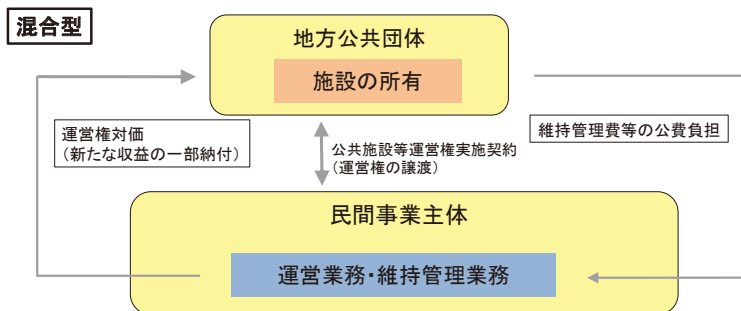 混合型
地方公共団体
施設の所有
運営権対価
（新たな収益の一部納付）
公共施設等運営権実施契約
（運営権の譲渡）
維持管理費等の公費負担
民間事業主体
運営業務・維持管理業務